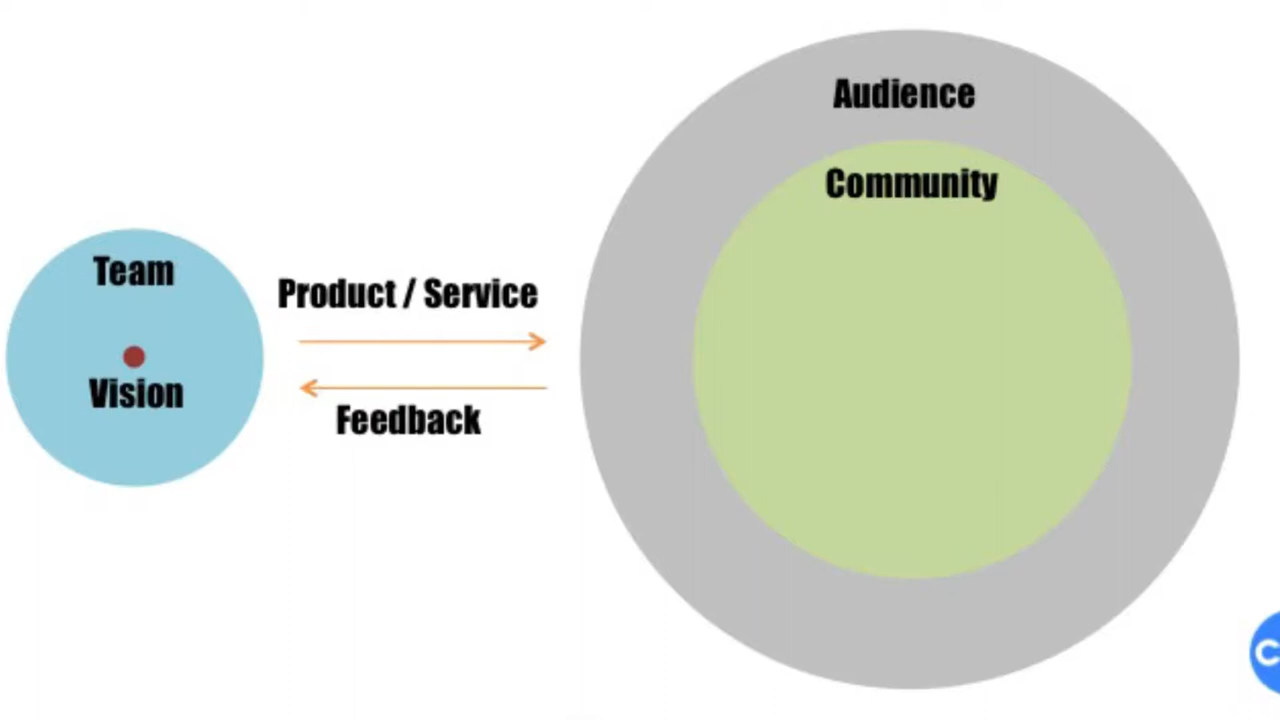 Audience
Community
Team
Product / Service
Vision
Feedback
C